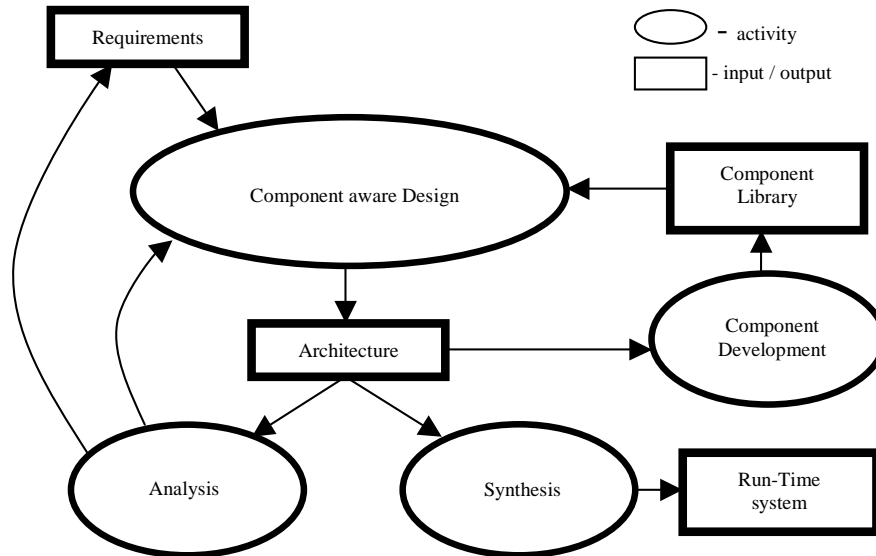 Requirements
- activity
- input / output
Component aware Design
Component
Library
Architecture
Component
Development
Analysis
Synthesis
Run-Time
system